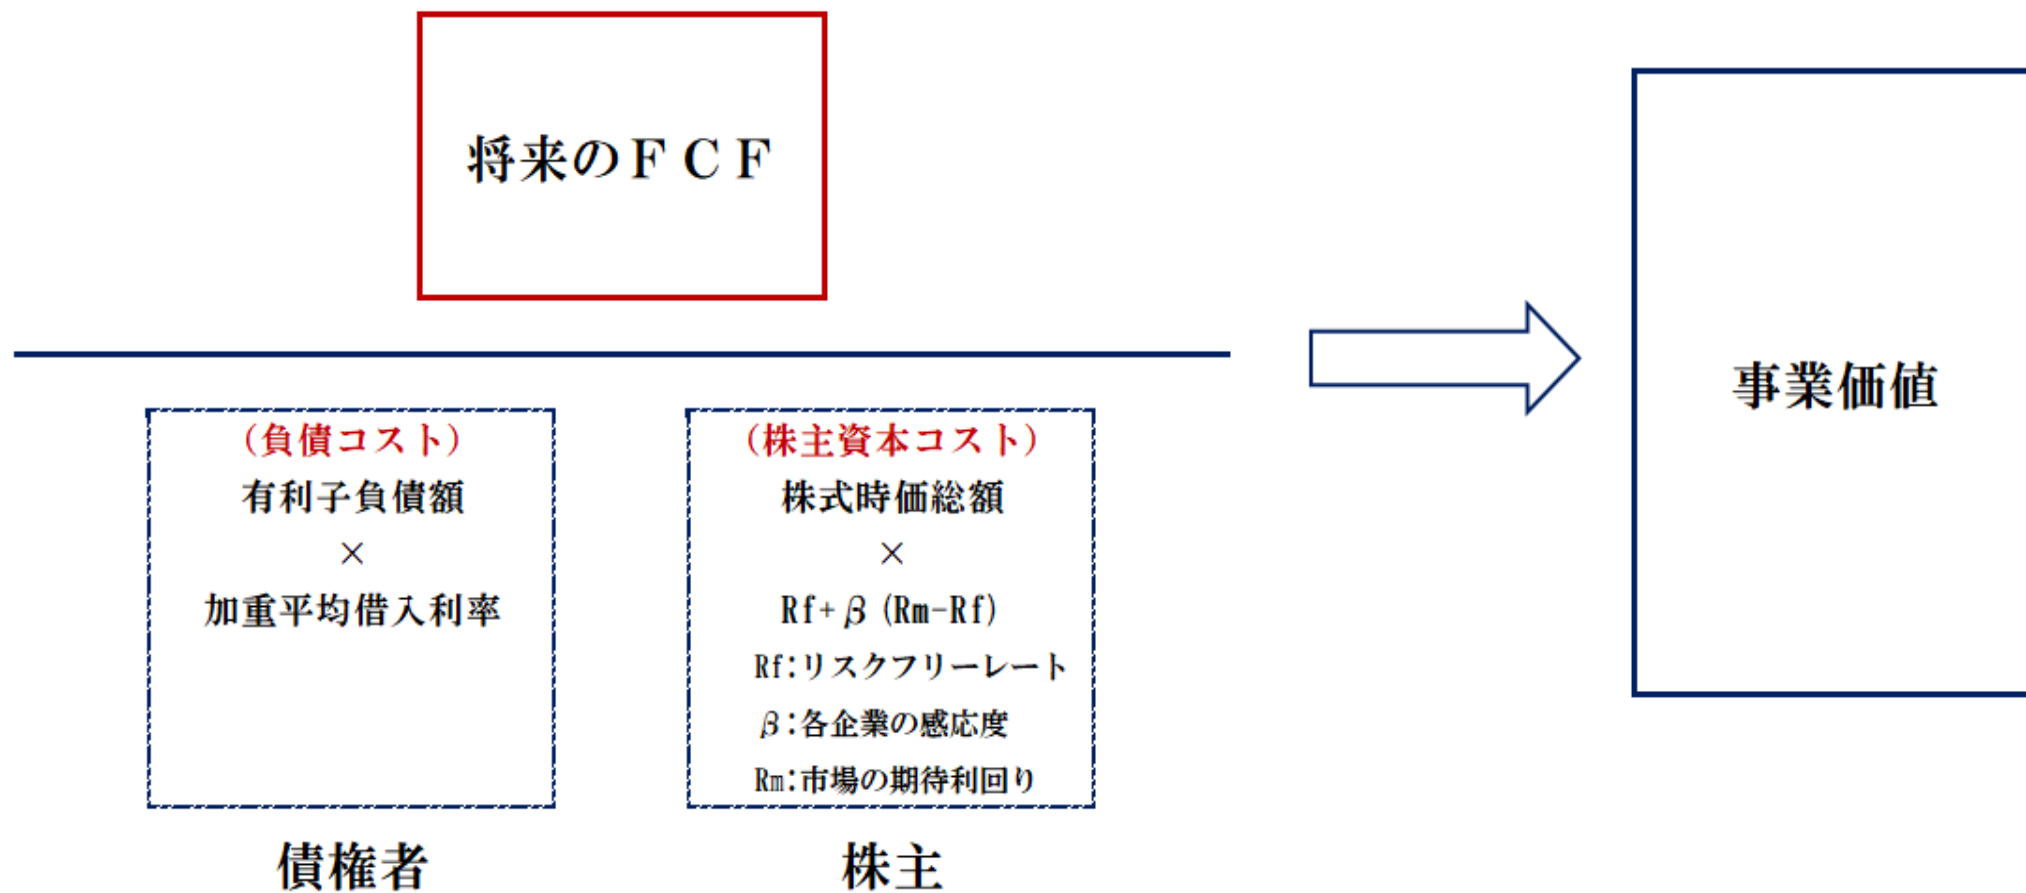 将来のＦＣＦ
(負債コスト)
有利子負債額
×
加重平均借入利率
(株主資本コスト)
株式時価総額
×
Rf+β(Rm-Rf)
Rf:リスクフリーレート
β:各企業の感応度
Rm:市場の期待利回り
債権者
株主
事業価値